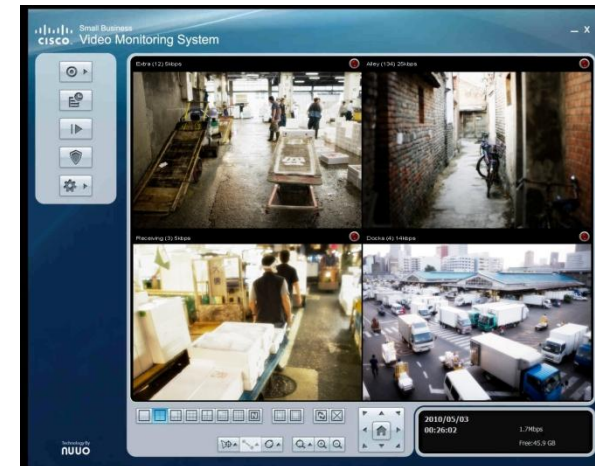 Small Business
CISCO Video Monitoring System
Extra (12) 5kbps
Alley (134) 25kbps
Receiving (3) 5kbps
Docks (4) 14kbps
2010/05/03
00:26:02
1.7Mbps
Free:45.9 GB
Technology By
NUUO